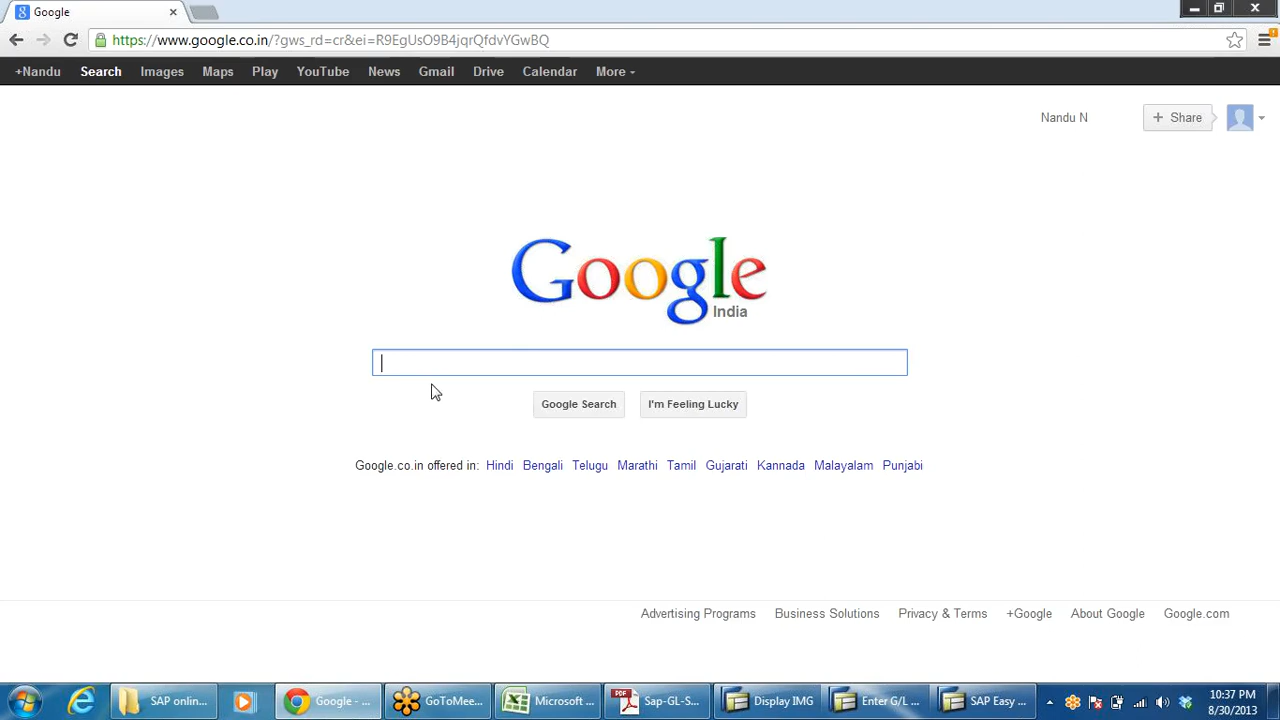 Google
https://www.google.co.in/?gws_rd=cr&ei=R9EgUsO9B4jqrQfdvYGwBQ
+Nandu Search Images Maps Play YouTube News Gmail Drive Calendar More
Nandu N + Share
Google
India
Google Search I'm Feeling Lucky
Google.co.in offered in: Hindi Bengali Telugu Marathi Tamil Gujarati Kannada Malayalam Punjabi
Advertising Programs Business Solutions Privacy & Terms +Google About Google Google.com
SAP onlin... Google - ... GoToMee... Microsoft ... PDF Sap-GL-S... Display IMG Enter G/L ... SAP Easy ... 10:37 PM
8/30/2013